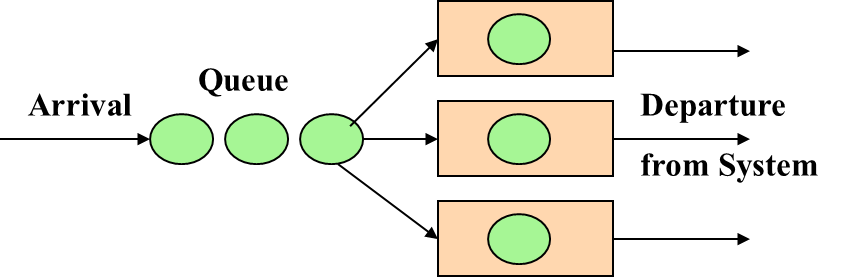 Queue
Arrival
Departure
from System